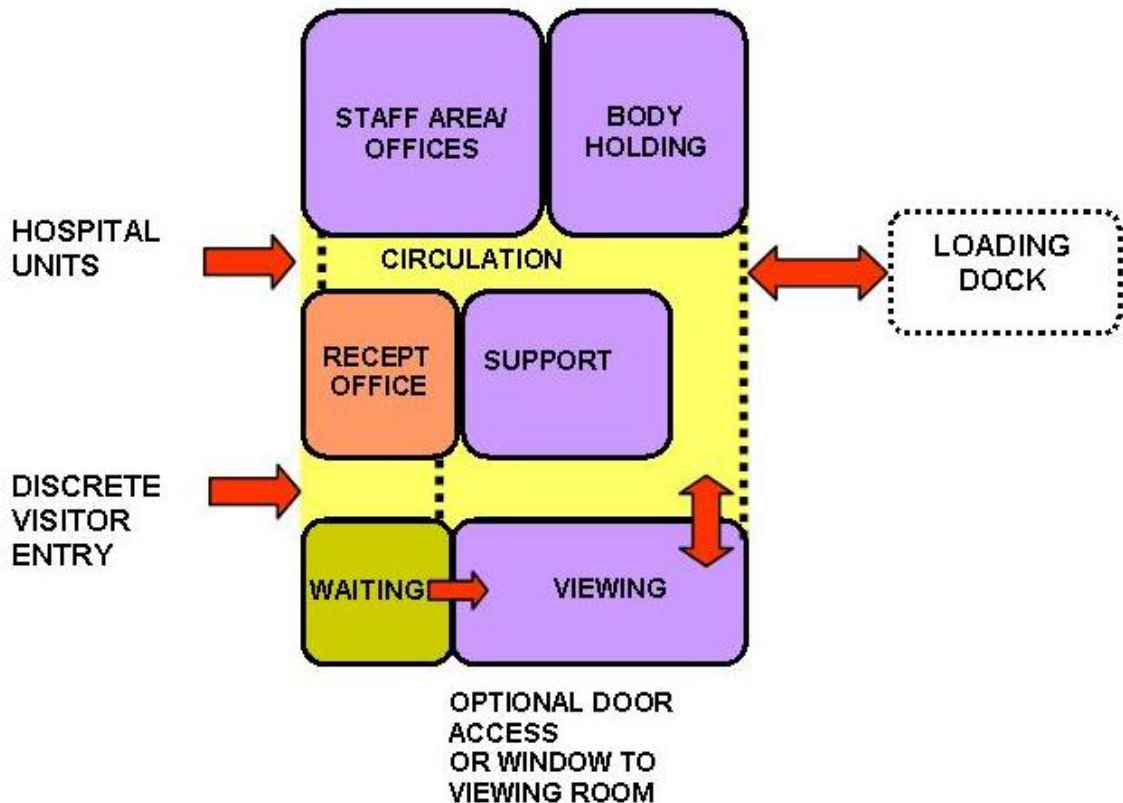 STAFF AREA/
OFFICES
BODY
HOLDING
HOSPITAL
UNITS
CIRCULATION
LOADING
DOCK
RECEPT
OFFICE
SUPPORT
DISCRETE
VISITOR
ENTRY
WAITING
VIEWING
OPTIONAL DOOR
ACCESS
OR WINDOW TO
VIEWING ROOM